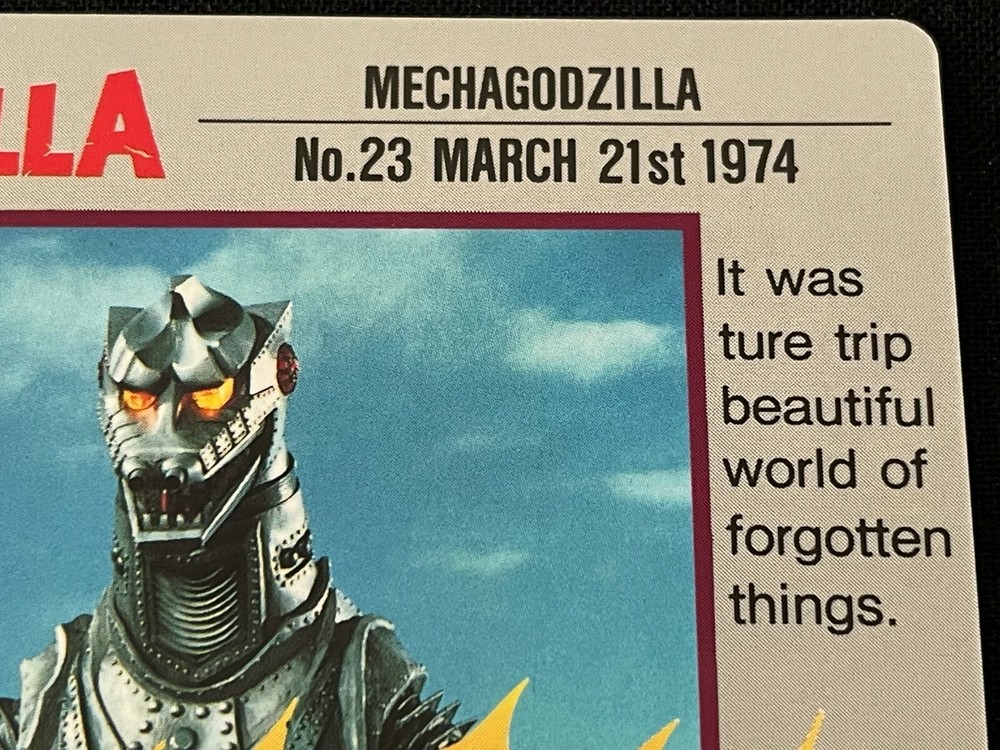 LLA
MECHAGODZILLA
No.23 MARCH 21st 1974
It was
ture trip
beautiful
world of
forgotten
things.